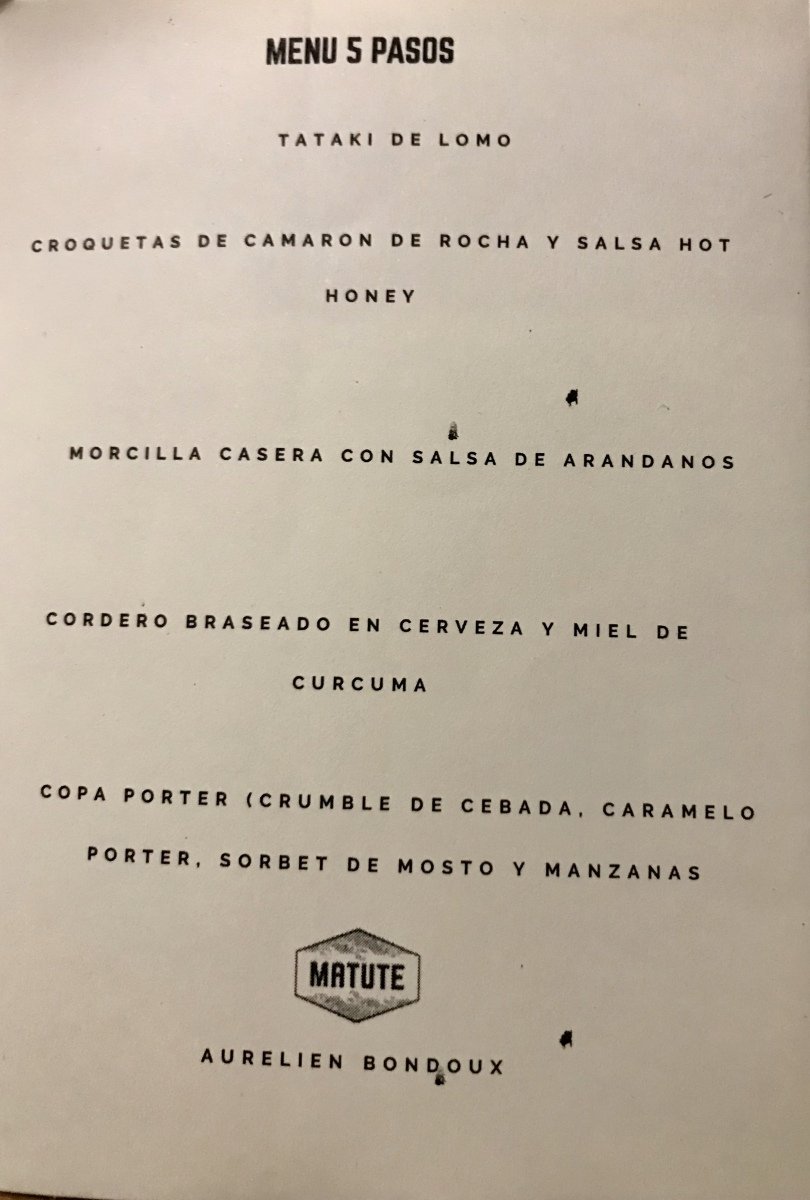 MENU 5 PASOS
TATAKI DE LOMO
CROQUETAS DE CAMARON DE ROCHA Y SALSA HOT
HONEY
MORCILLA CASERA CON SALSA DE ARANDANOS
CORDERO BRASEADO EN CERVEZA Y MIEL DE
CURCUMA
COPA PORTER (CRUMBLE DE CEBADA, CARAMELO
PORTER, SORBET DE MOSTO Y MANZANAS
MATUTE
AURELIEN BONDOUX